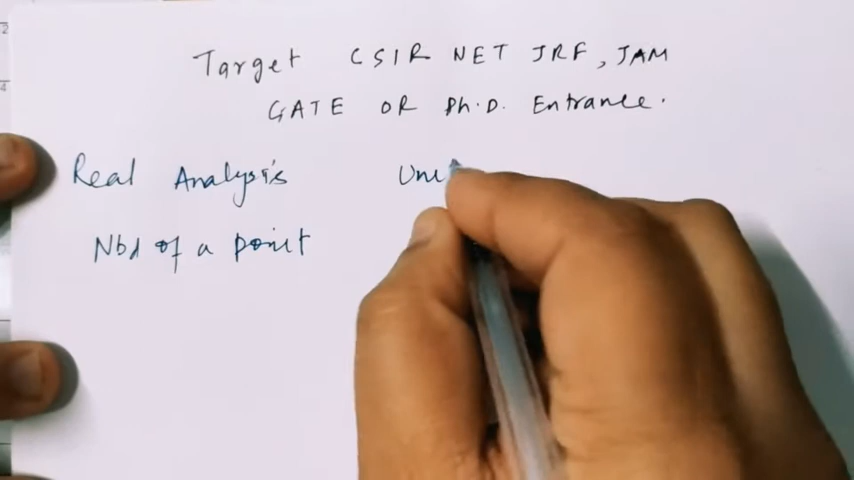 Target CSIR NET JRF, JAM
GATE OR Ph.D. Entrance.
Real Analysis
Nbd of a point